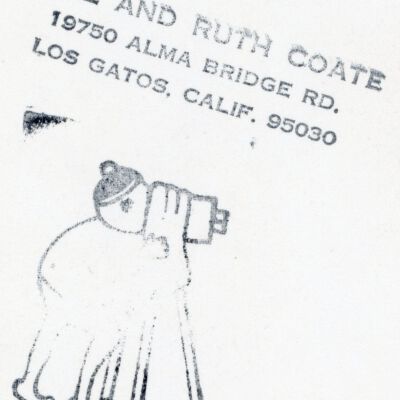 AND RUTH COATE
19750 ALMA BRIDGE RD.
LOS GATOS, CALIF. 95030